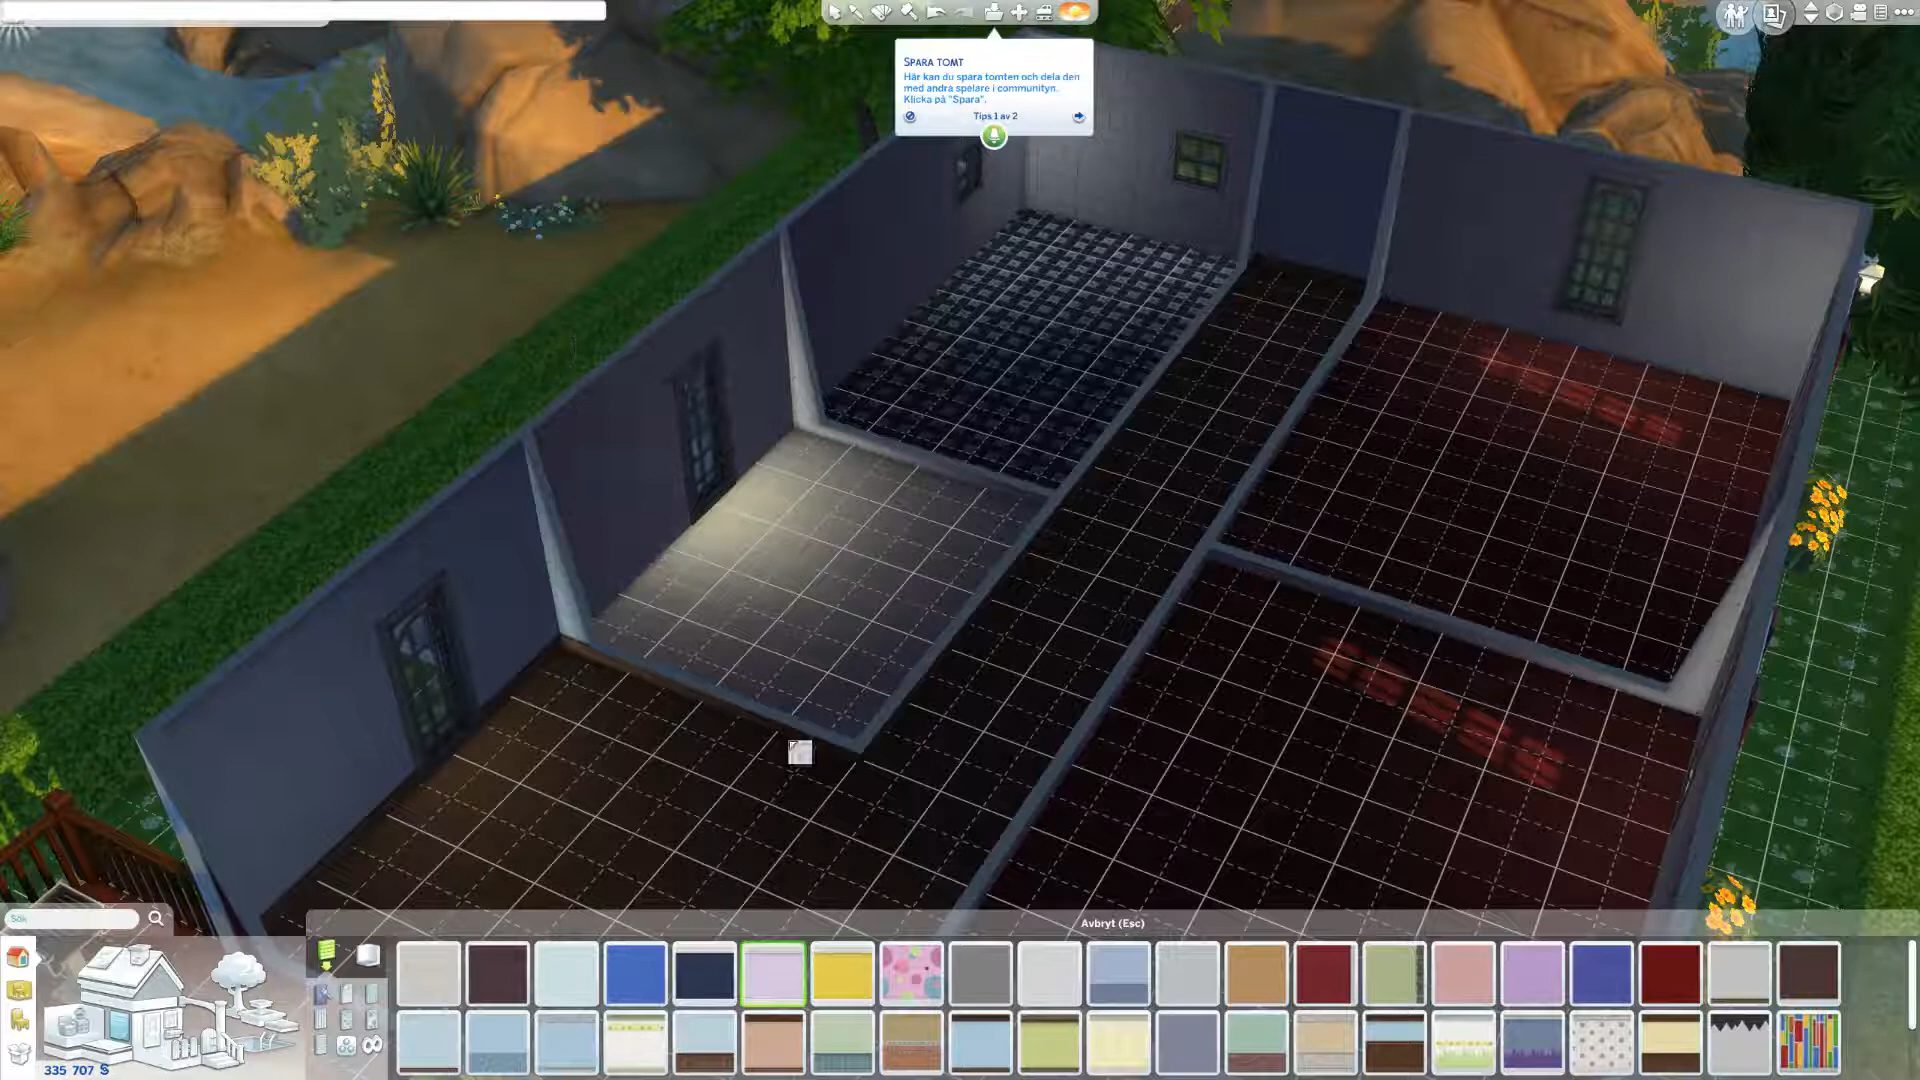 SPARA TOMT
Här kan du spara tomten och dela den
med andra spelare i communityn.
Klicka på "Spara".
Tips 1 av 2
Avbryt (Esc)
Sök
335 707 §